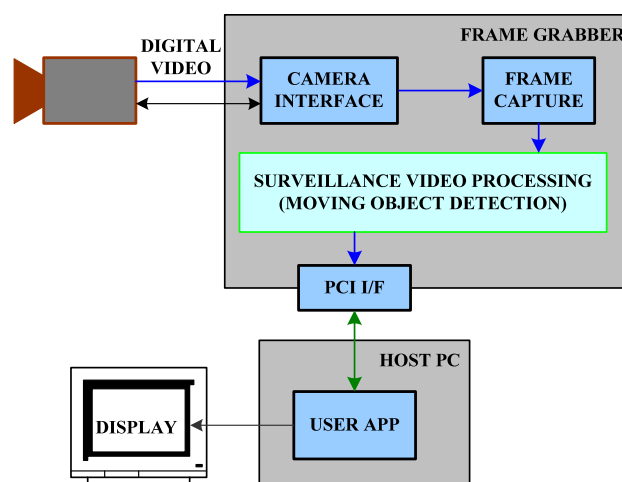 DIGITAL
VIDEO
FRAME GRABBER
CAMERA
INTERFACE
FRAME
CAPTURE
SURVEILLANCE VIDEO PROCESSING
(MOVING OBJECT DETECTION)
PCI I/F
HOST PC
USER APP
DISPLAY